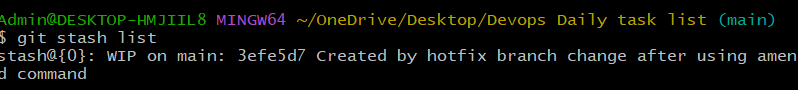 Admin@DESKTOP-HMJIIL8 MINGW64 ~/OneDrive/Desktop/Devops Daily task list (main)
$ git stash list
stash@{0}: WIP on main: 3efe5d7 Created by hotfix branch change after using amen
d command